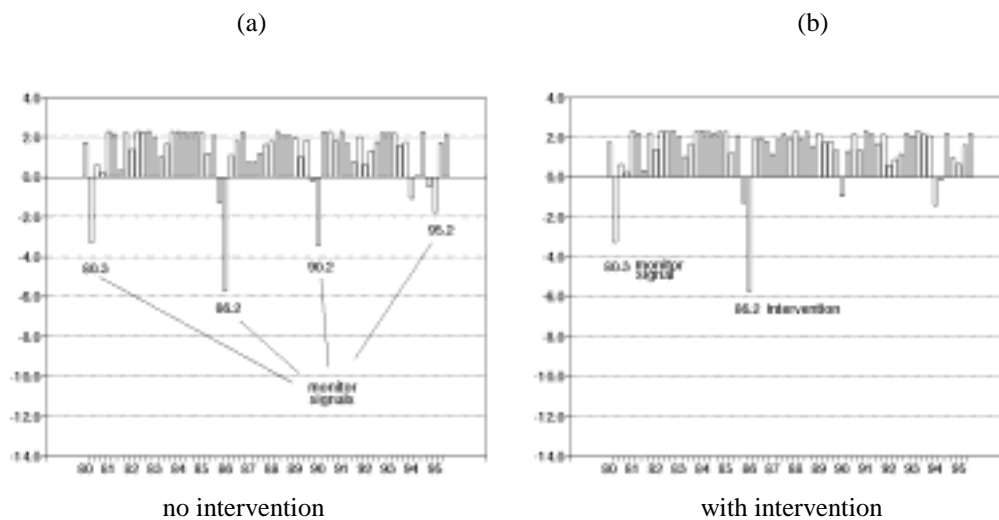 (a)
(b)
4.0
2.0
0.0
-2.0
-4.0
-6.0
-8.0
-10.0
-12.0
-14.0
80.3
86.2
90.2
95.2
monitor
signals
80 81 82 83 84 85 86 87 88 89 90 91 92 93 94 95
no intervention
4.0
2.0
0.0
-2.0
-4.0
-6.0
-8.0
-10.0
-12.0
-14.0
80.3 monitor
signal
86.2 Intervention
80 81 82 83 84 85 86 87 88 89 90 91 92 93 94 95
with intervention